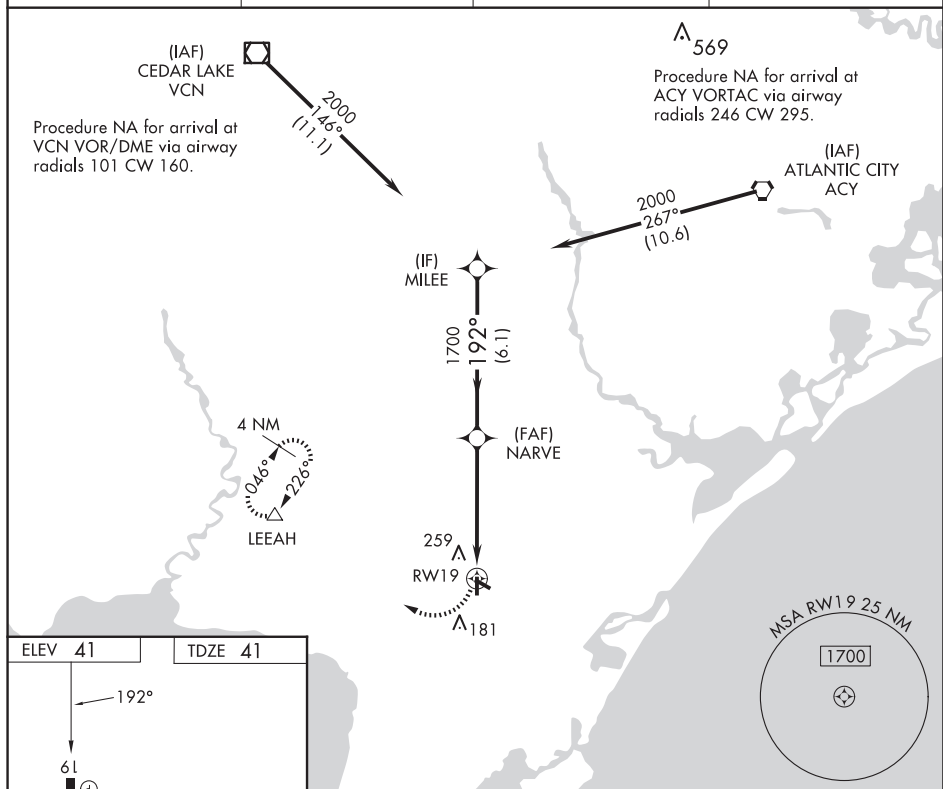 (IAF)
CEDAR LAKE
VCN
Procedure NA for arrival at
VCN VOR/DME via airway
radials 101 CW 160.
2000
146°
(11.1)
569
Procedure NA for arrival at
ACY VORTAC via airway
radials 246 CW 295.
(IAF)
ATLANTIC CITY
ACY
2000
267°
(10.6)
(IF)
MILEE
1700
192°
(6.1)
(FAF)
NARVE
4 NM
046°
226°
LEEAH
259
RW19
181
MSA RW19 25 NM
1700
ELEV 41
TDZE 41
192°
19